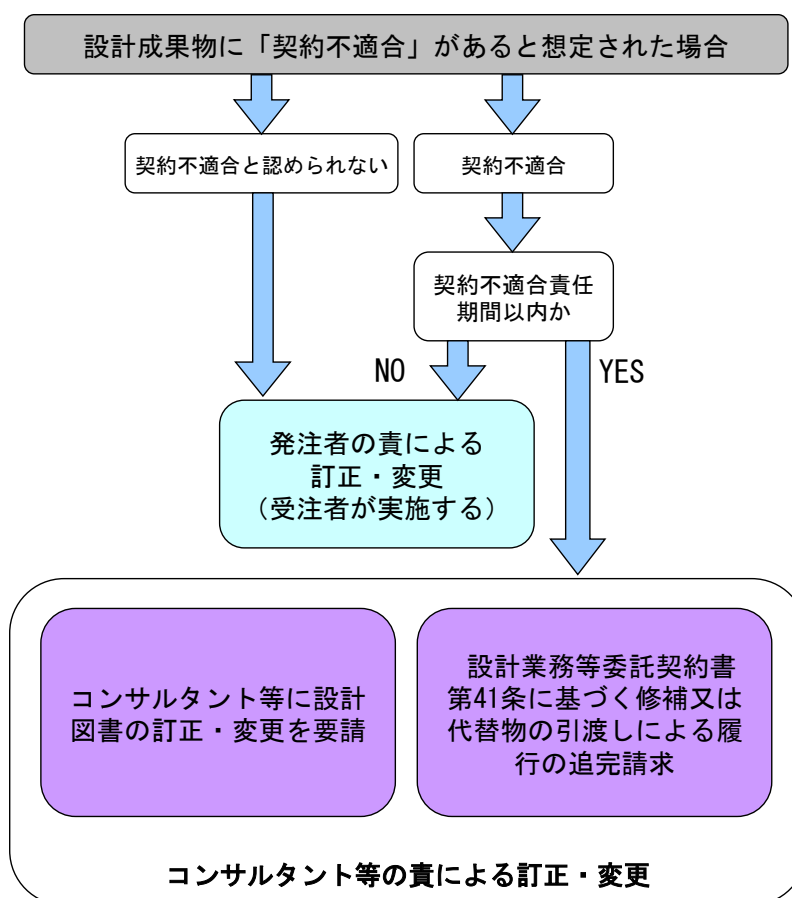 設計成果物に「契約不適合」があると想定された場合
契約不適合と認められない
契約不適合
契約不適合責任
期間以内か
NO
YES
発注者の責による
訂正・変更
（受注者が実施する）
コンサルタント等に設計
図書の訂正・変更を要請
設計業務等委託契約書
第41条に基づく修補又は
代替物の引渡しによる履
行の追完請求
コンサルタント等の責による訂正・変更